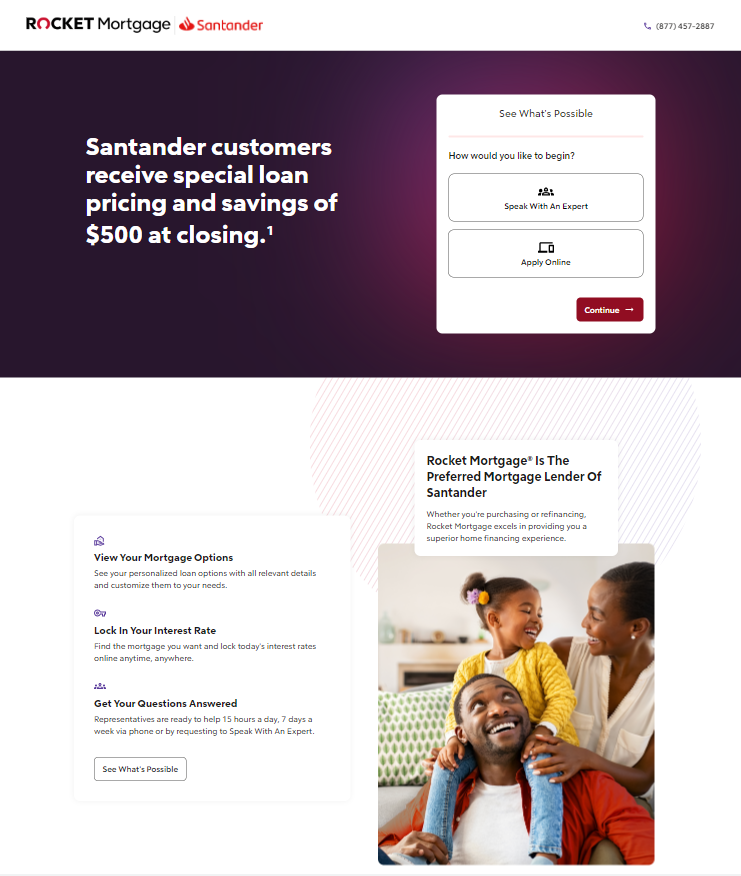 ROCKET Mortgage
Santander
(877) 457-2887
Santander customers
receive special loan
pricing and savings of
$500 at closing.¹
See What's Possible
How would you like to begin?
Speak With An Expert
Apply Online
Continue →
Rocket Mortgage® Is The
Preferred Mortgage Lender Of
Santander
Whether you're purchasing or refinancing,
Rocket Mortgage excels in providing you a
superior home financing experience.
View Your Mortgage Options
See your personalized loan options with all relevant details
and customize them to your needs.
Lock In Your Interest Rate
Find the mortgage you want and lock today's interest rates
online anytime, anywhere.
Get Your Questions Answered
Representatives are ready to help 15 hours a day, 7 days a
week via phone or by requesting to Speak With An Expert.
See What's Possible